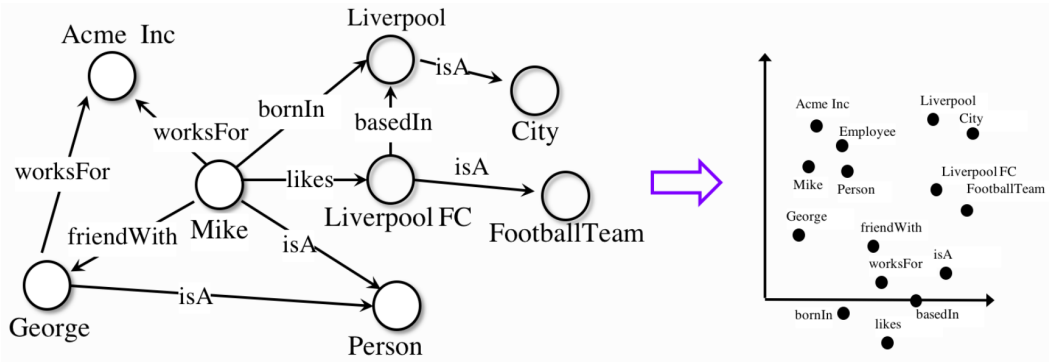 Liverpool
Acme Inc
isA
bornIn
City
worksFor
basedIn
worksFor
likes
isA
Mike
Liverpool FC
FootballTeam
friendWith
isA
isA
George
Person
Acme Inc
Liverpool
City
Employee
Mike
Person
Liverpool FC
FootballTeam
George
friendWith
worksFor
isA
bornIn
basedIn
likes